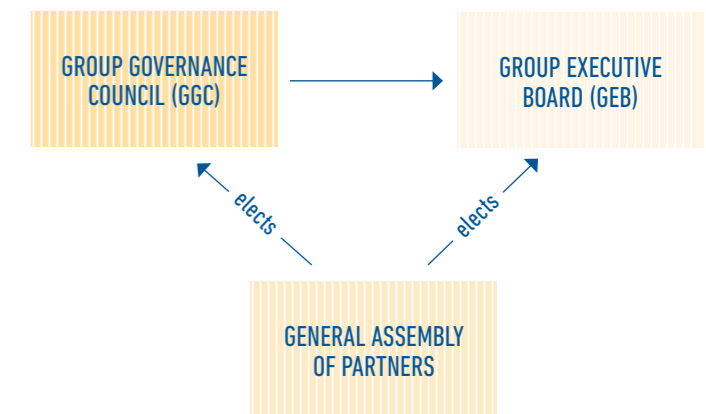 GROUP GOVERNANCE
COUNCIL (GGC)
GROUP EXECUTIVE
BOARD (GEB)
elects
elects
GENERAL ASSEMBLY
OF PARTNERS